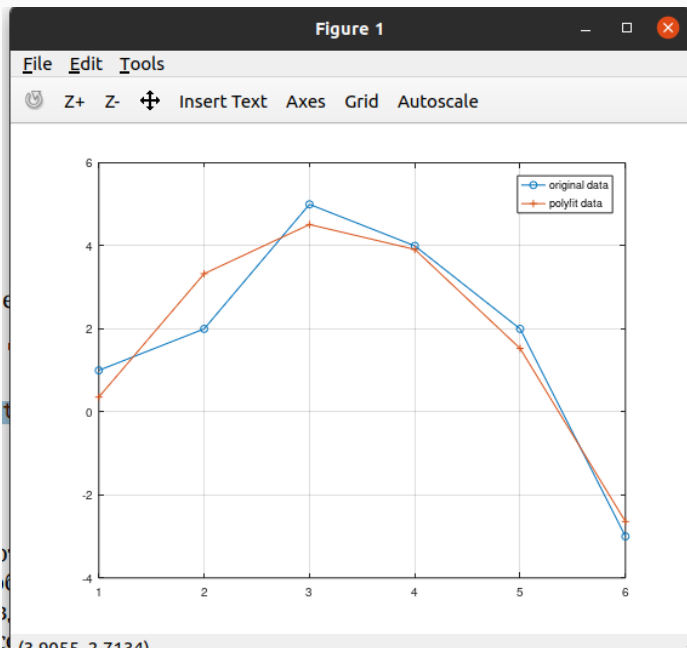 Figure 1
File Edit Tools
Z+ Z- Insert Text Axes Grid Autoscale
original data
polyfit data
6
4
2
0
-2
-4
1 2 3 4 5 6
(3.9055, 2.7134)